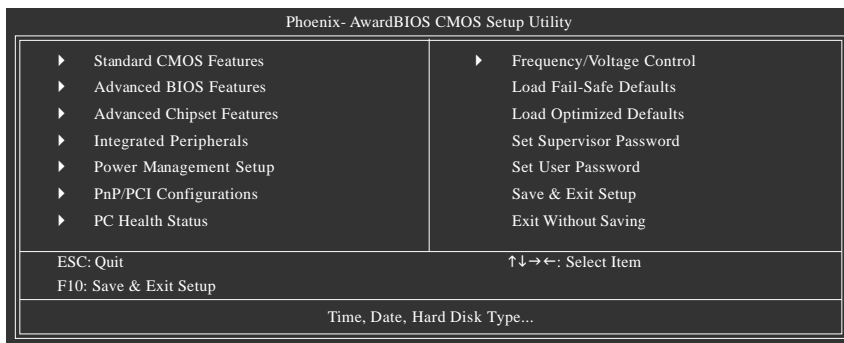 Phoenix- AwardBIOS CMOS Setup Utility
Standard CMOS Features
Advanced BIOS Features
Advanced Chipset Features
Integrated Peripherals
Power Management Setup
PnP/PCI Configurations
PC Health Status
Frequency/Voltage Control
Load Fail-Safe Defaults
Load Optimized Defaults
Set Supervisor Password
Set User Password
Save & Exit Setup
Exit Without Saving
ESC: Quit
↑↓→←: Select Item
F10: Save & Exit Setup
Time, Date, Hard Disk Type...